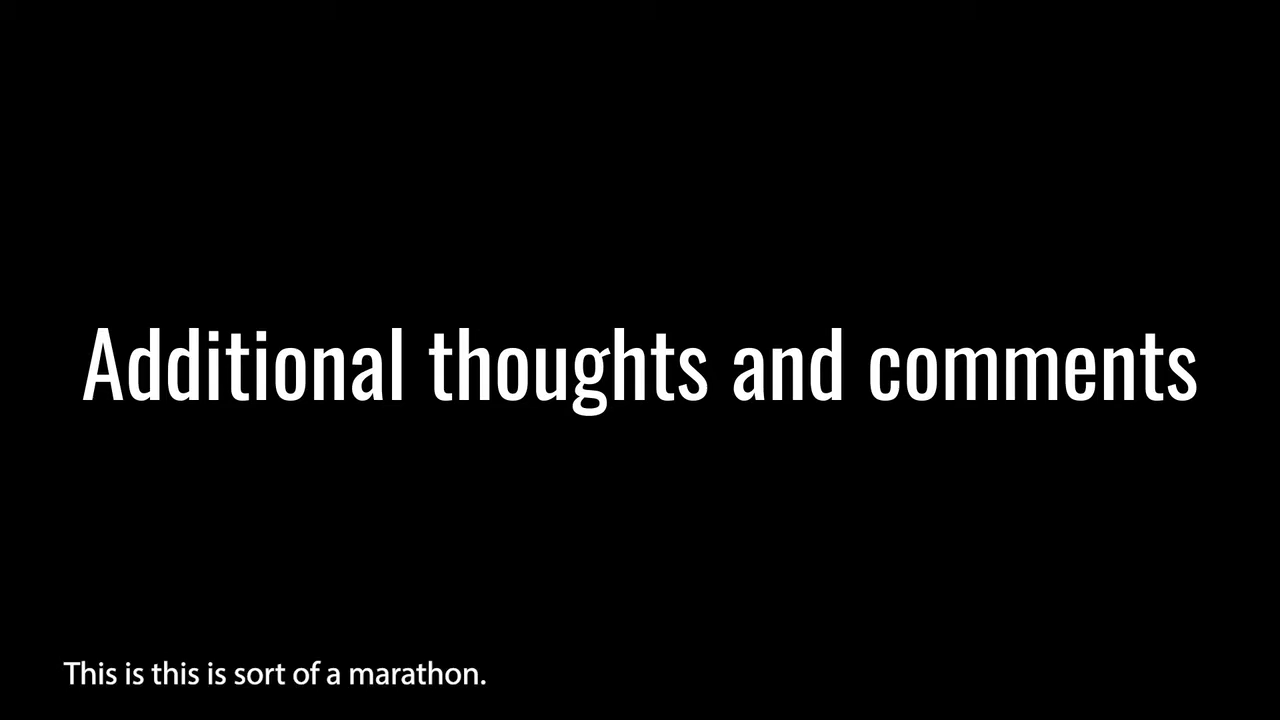 Additional thoughts and comments
This is this is sort of a marathon.